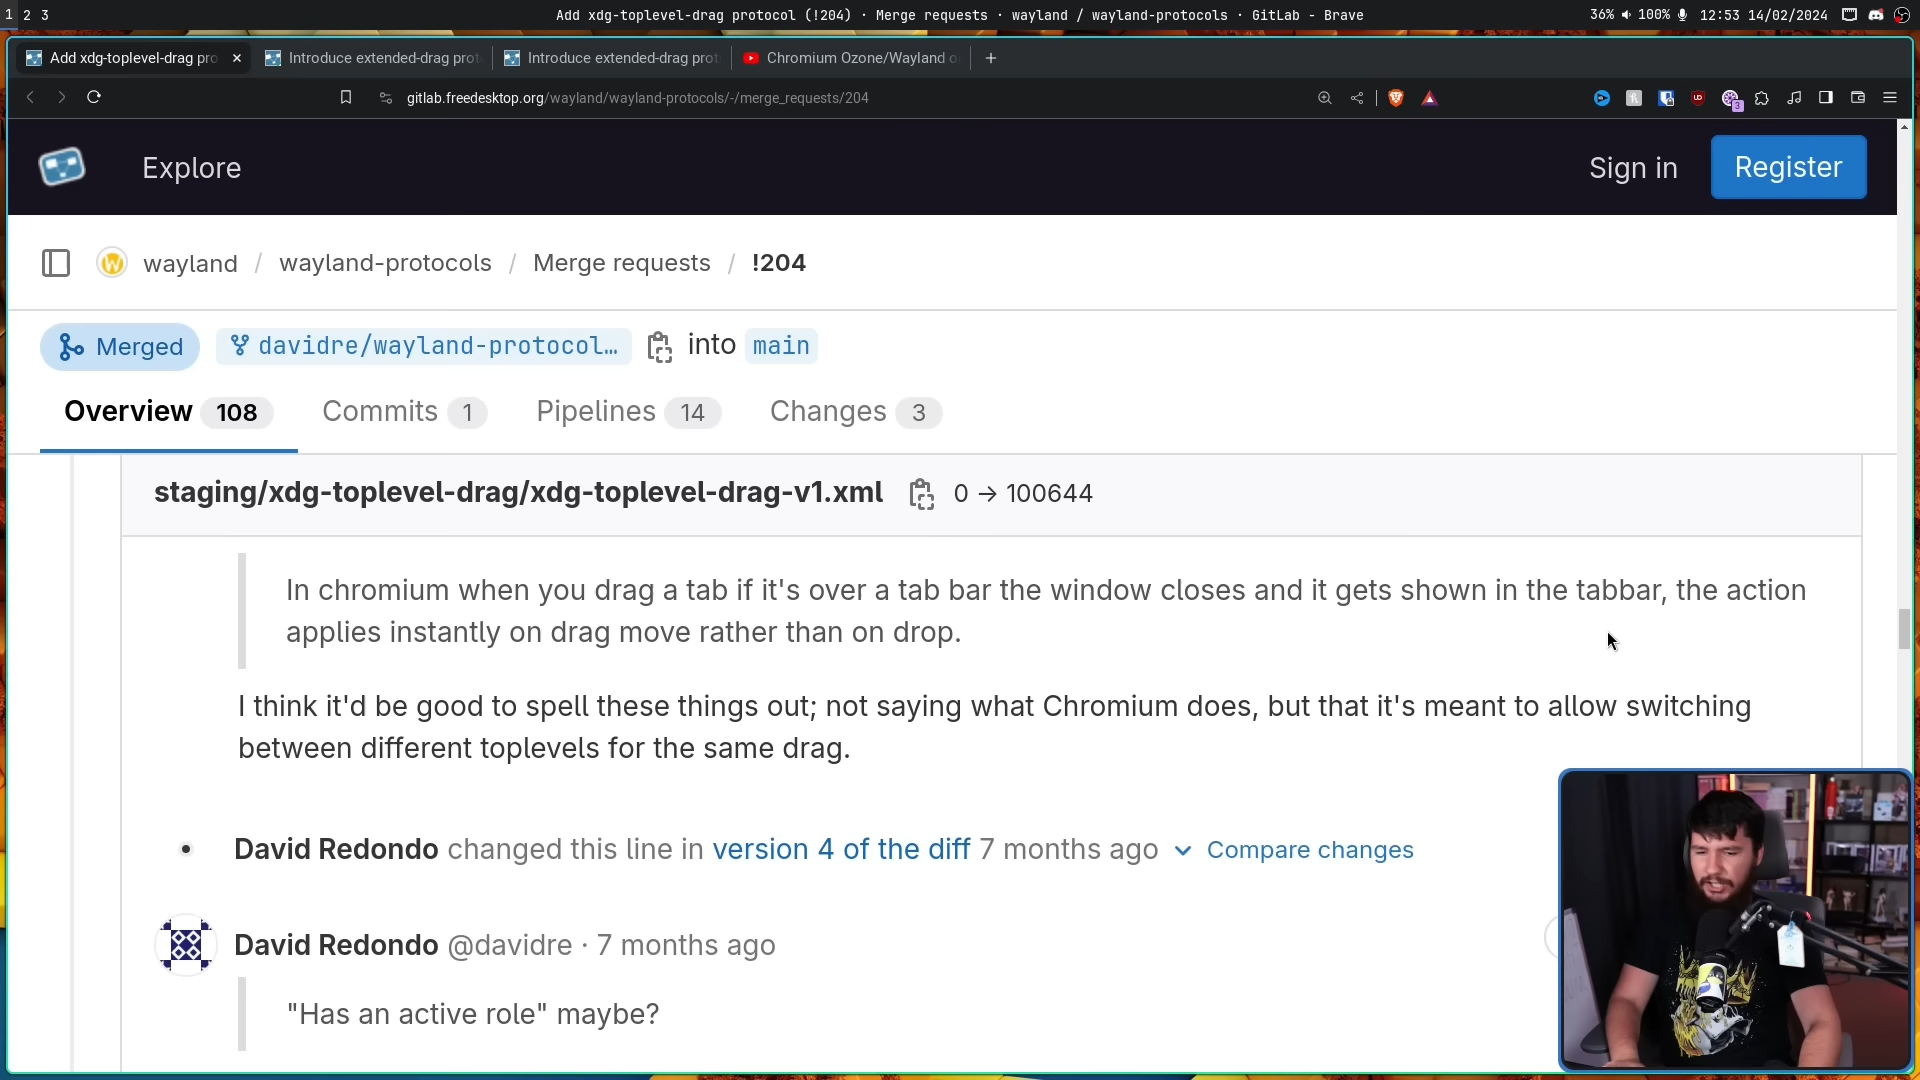 1 2 3
Add xdg-toplevel-drag protocol (!204) · Merge requests · wayland / wayland-protocols · GitLab - Brave
36% 100% 12:53 14/02/2024
Add xdg-toplevel-drag pro
Introduce extended-drag prot
Introduce extended-drag prot
Chromium Ozone/Wayland o
gitlab.freedesktop.org/wayland/wayland-protocols/-/merge_requests/204
3
Explore
Sign in
Register
wayland / wayland-protocols / Merge requests / !204
Merged davidre/wayland-protocol… into main
Overview 108 Commits 1 Pipelines 14 Changes 3
staging/xdg-toplevel-drag/xdg-toplevel-drag-v1.xml 0 → 100644
In chromium when you drag a tab if it's over a tab bar the window closes and it gets shown in the tabbar, the action
applies instantly on drag move rather than on drop.
I think it'd be good to spell these things out; not saying what Chromium does, but that it's meant to allow switching
between different toplevels for the same drag.
David Redondo changed this line in version 4 of the diff 7 months ago Compare changes
David Redondo @davidre · 7 months ago
"Has an active role" maybe?